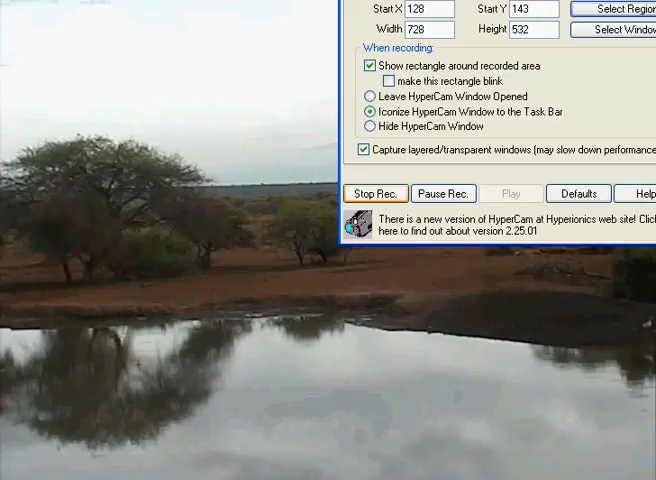 Start X 128 Start Y 143 Select Region
Width 728 Height 532 Select Window
When recording:
Show rectangle around recorded area
make this rectangle blink
Leave HyperCam Window Opened
Iconize HyperCam Window to the Task Bar
Hide HyperCam Window
Capture layered/transparent windows (may slow down performance
Stop Rec. Pause Rec. Play Defaults Help
There is a new version of HyperCam at Hyperionics web site! Click
here to find out about version 2.25.01